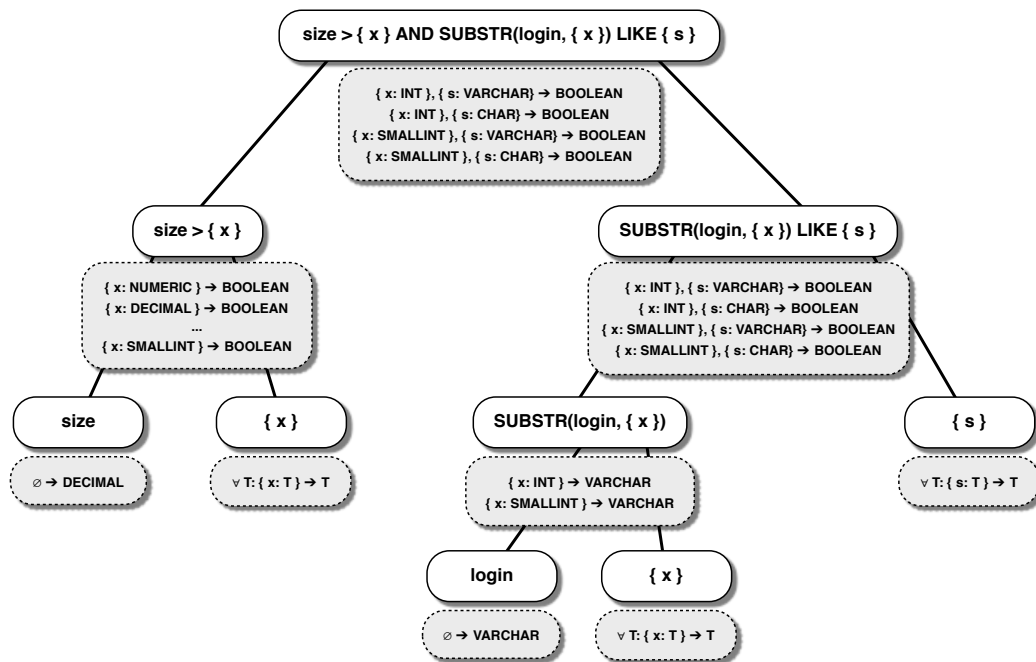 size > { x } AND SUBSTR(login, { x }) LIKE { s }
{ x: INT }, { s: VARCHAR} ➔ BOOLEAN
{ x: INT }, { s: CHAR} ➔ BOOLEAN
{ x: SMALLINT }, { s: VARCHAR} ➔ BOOLEAN
{ x: SMALLINT }, { s: CHAR} ➔ BOOLEAN
size > { x }
{ x: NUMERIC } ➔ BOOLEAN
{ x: DECIMAL } ➔ BOOLEAN
...
{ x: SMALLINT } ➔ BOOLEAN
SUBSTR(login, { x }) LIKE { s }
{ x: INT }, { s: VARCHAR} ➔ BOOLEAN
{ x: INT }, { s: CHAR} ➔ BOOLEAN
{ x: SMALLINT }, { s: VARCHAR} ➔ BOOLEAN
{ x: SMALLINT }, { s: CHAR} ➔ BOOLEAN
size
∅ ➔ DECIMAL
{ x }
∀ T: { x: T } ➔ T
SUBSTR(login, { x })
{ x: INT } ➔ VARCHAR
{ x: SMALLINT } ➔ VARCHAR
{ s }
∀ T: { s: T } ➔ T
login
∅ ➔ VARCHAR
{ x }
∀ T: { x: T } ➔ T